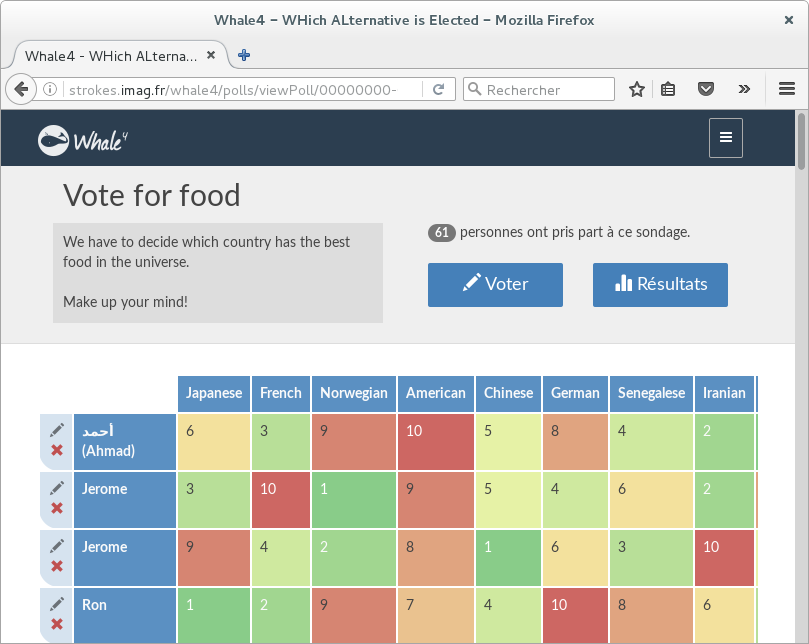 Whale4 – WHich ALternative is Elected – Mozilla Firefox
Whale4 - WHich ALterna...
strokes.imag.fr/whale4/polls/viewPoll/00000000-
Rechercher
Whale4
Vote for food
We have to decide which country has the best
food in the universe.
Make up your mind!
61 personnes ont pris part à ce sondage.
Voter Résultats
Japanese French Norwegian American Chinese German Senegalese Iranian
أحمد
(Ahmad)
6 3 9 10 5 8 4 2
Jerome 3 10 1 9 5 4 6 2
Jerome 9 4 2 8 1 6 3 10
Ron 1 2 9 7 4 10 8 6